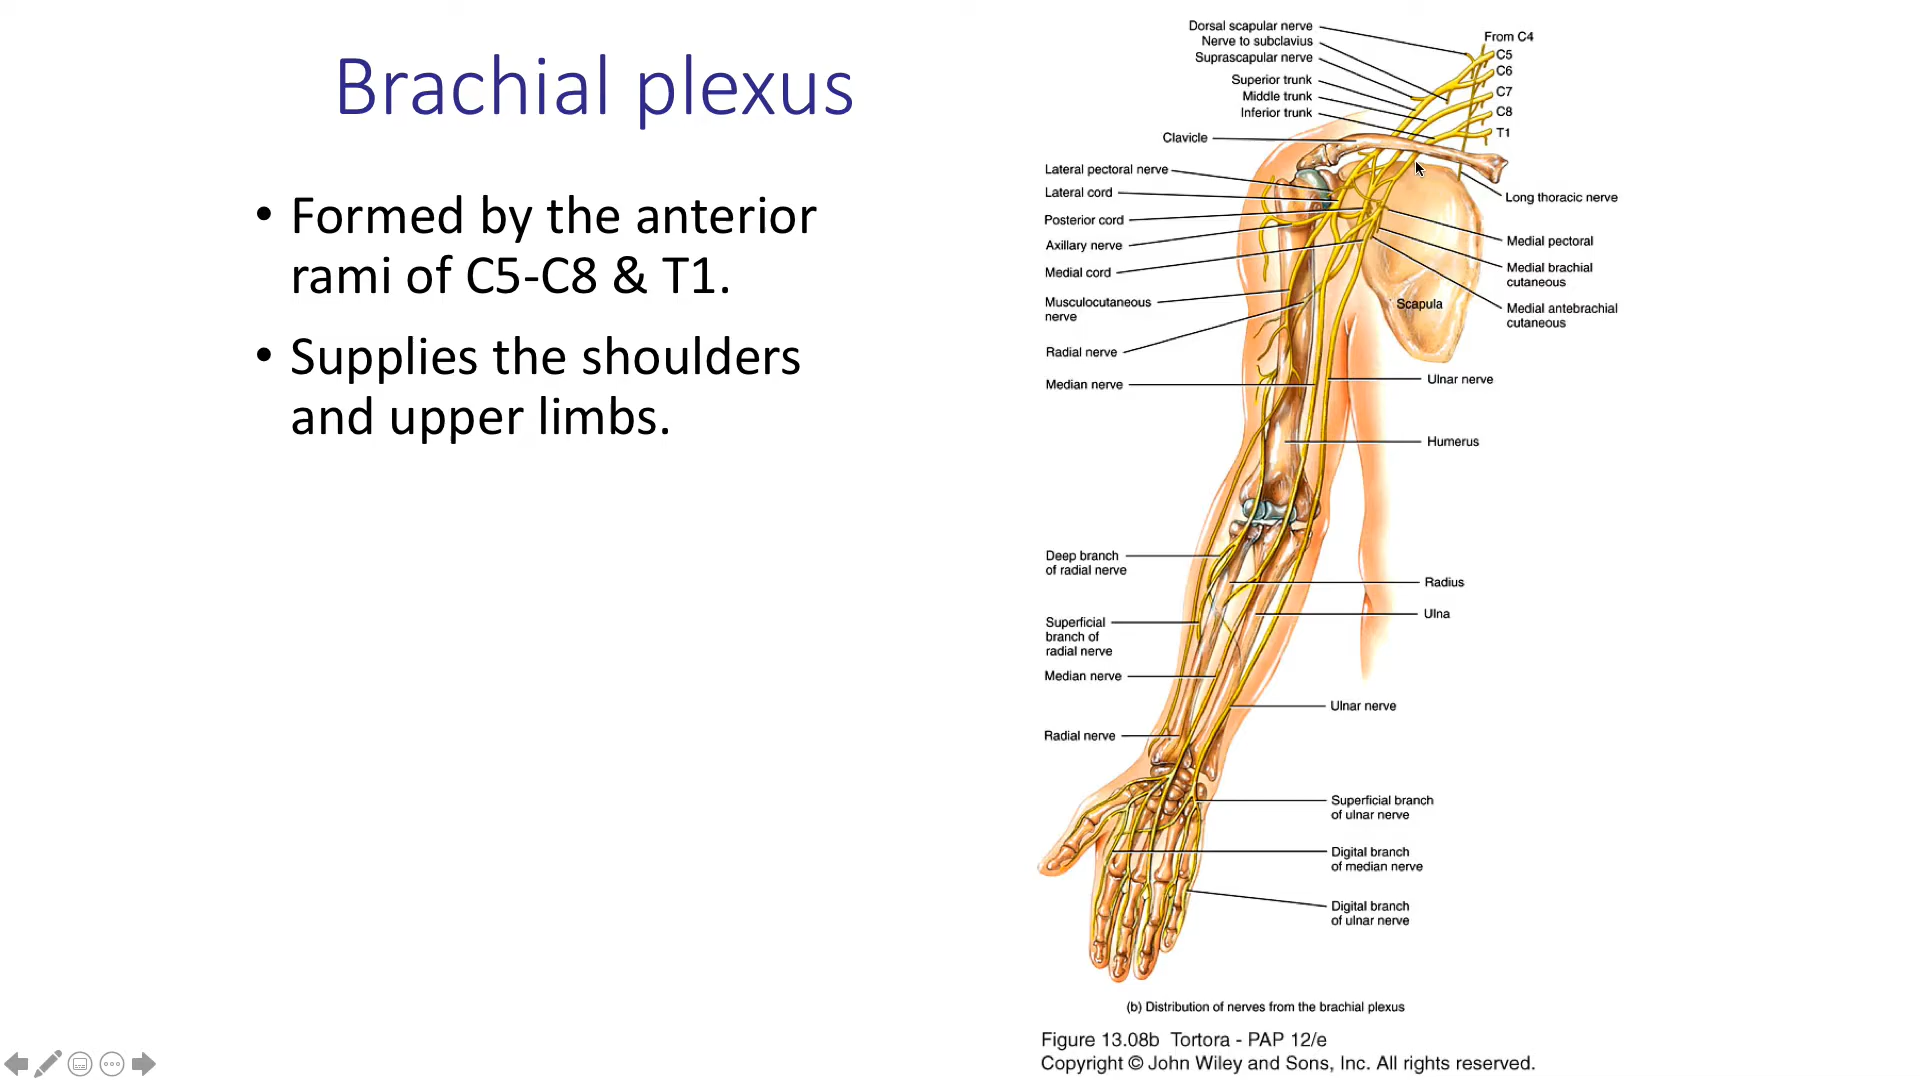 Brachial plexus
• Formed by the anterior
rami of C5-C8 & T1.
• Supplies the shoulders
and upper limbs.
Dorsal scapular nerve
Nerve to subclavius
Suprascapular nerve
Superior trunk
Middle trunk
Inferior trunk
Clavicle
Lateral pectoral nerve
Lateral cord
Posterior cord
Axillary nerve
Medial cord
Musculocutaneous
nerve
Radial nerve
Median nerve
Deep branch
of radial nerve
Superficial
branch of
radial nerve
Median nerve
Radial nerve
From C4
C5
C6
C7
C8
T1
Long thoracic nerve
Medial pectoral
Medial brachial
cutaneous
Scapula
Medial antebrachial
cutaneous
Ulnar nerve
Humerus
Radius
Ulna
Ulnar nerve
Superficial branch
of ulnar nerve
Digital branch
of median nerve
Digital branch
of ulnar nerve
(b) Distribution of nerves from the brachial plexus
Figure 13.08b Tortora - PAP 12/e
Copyright © John Wiley and Sons, Inc. All rights reserved.